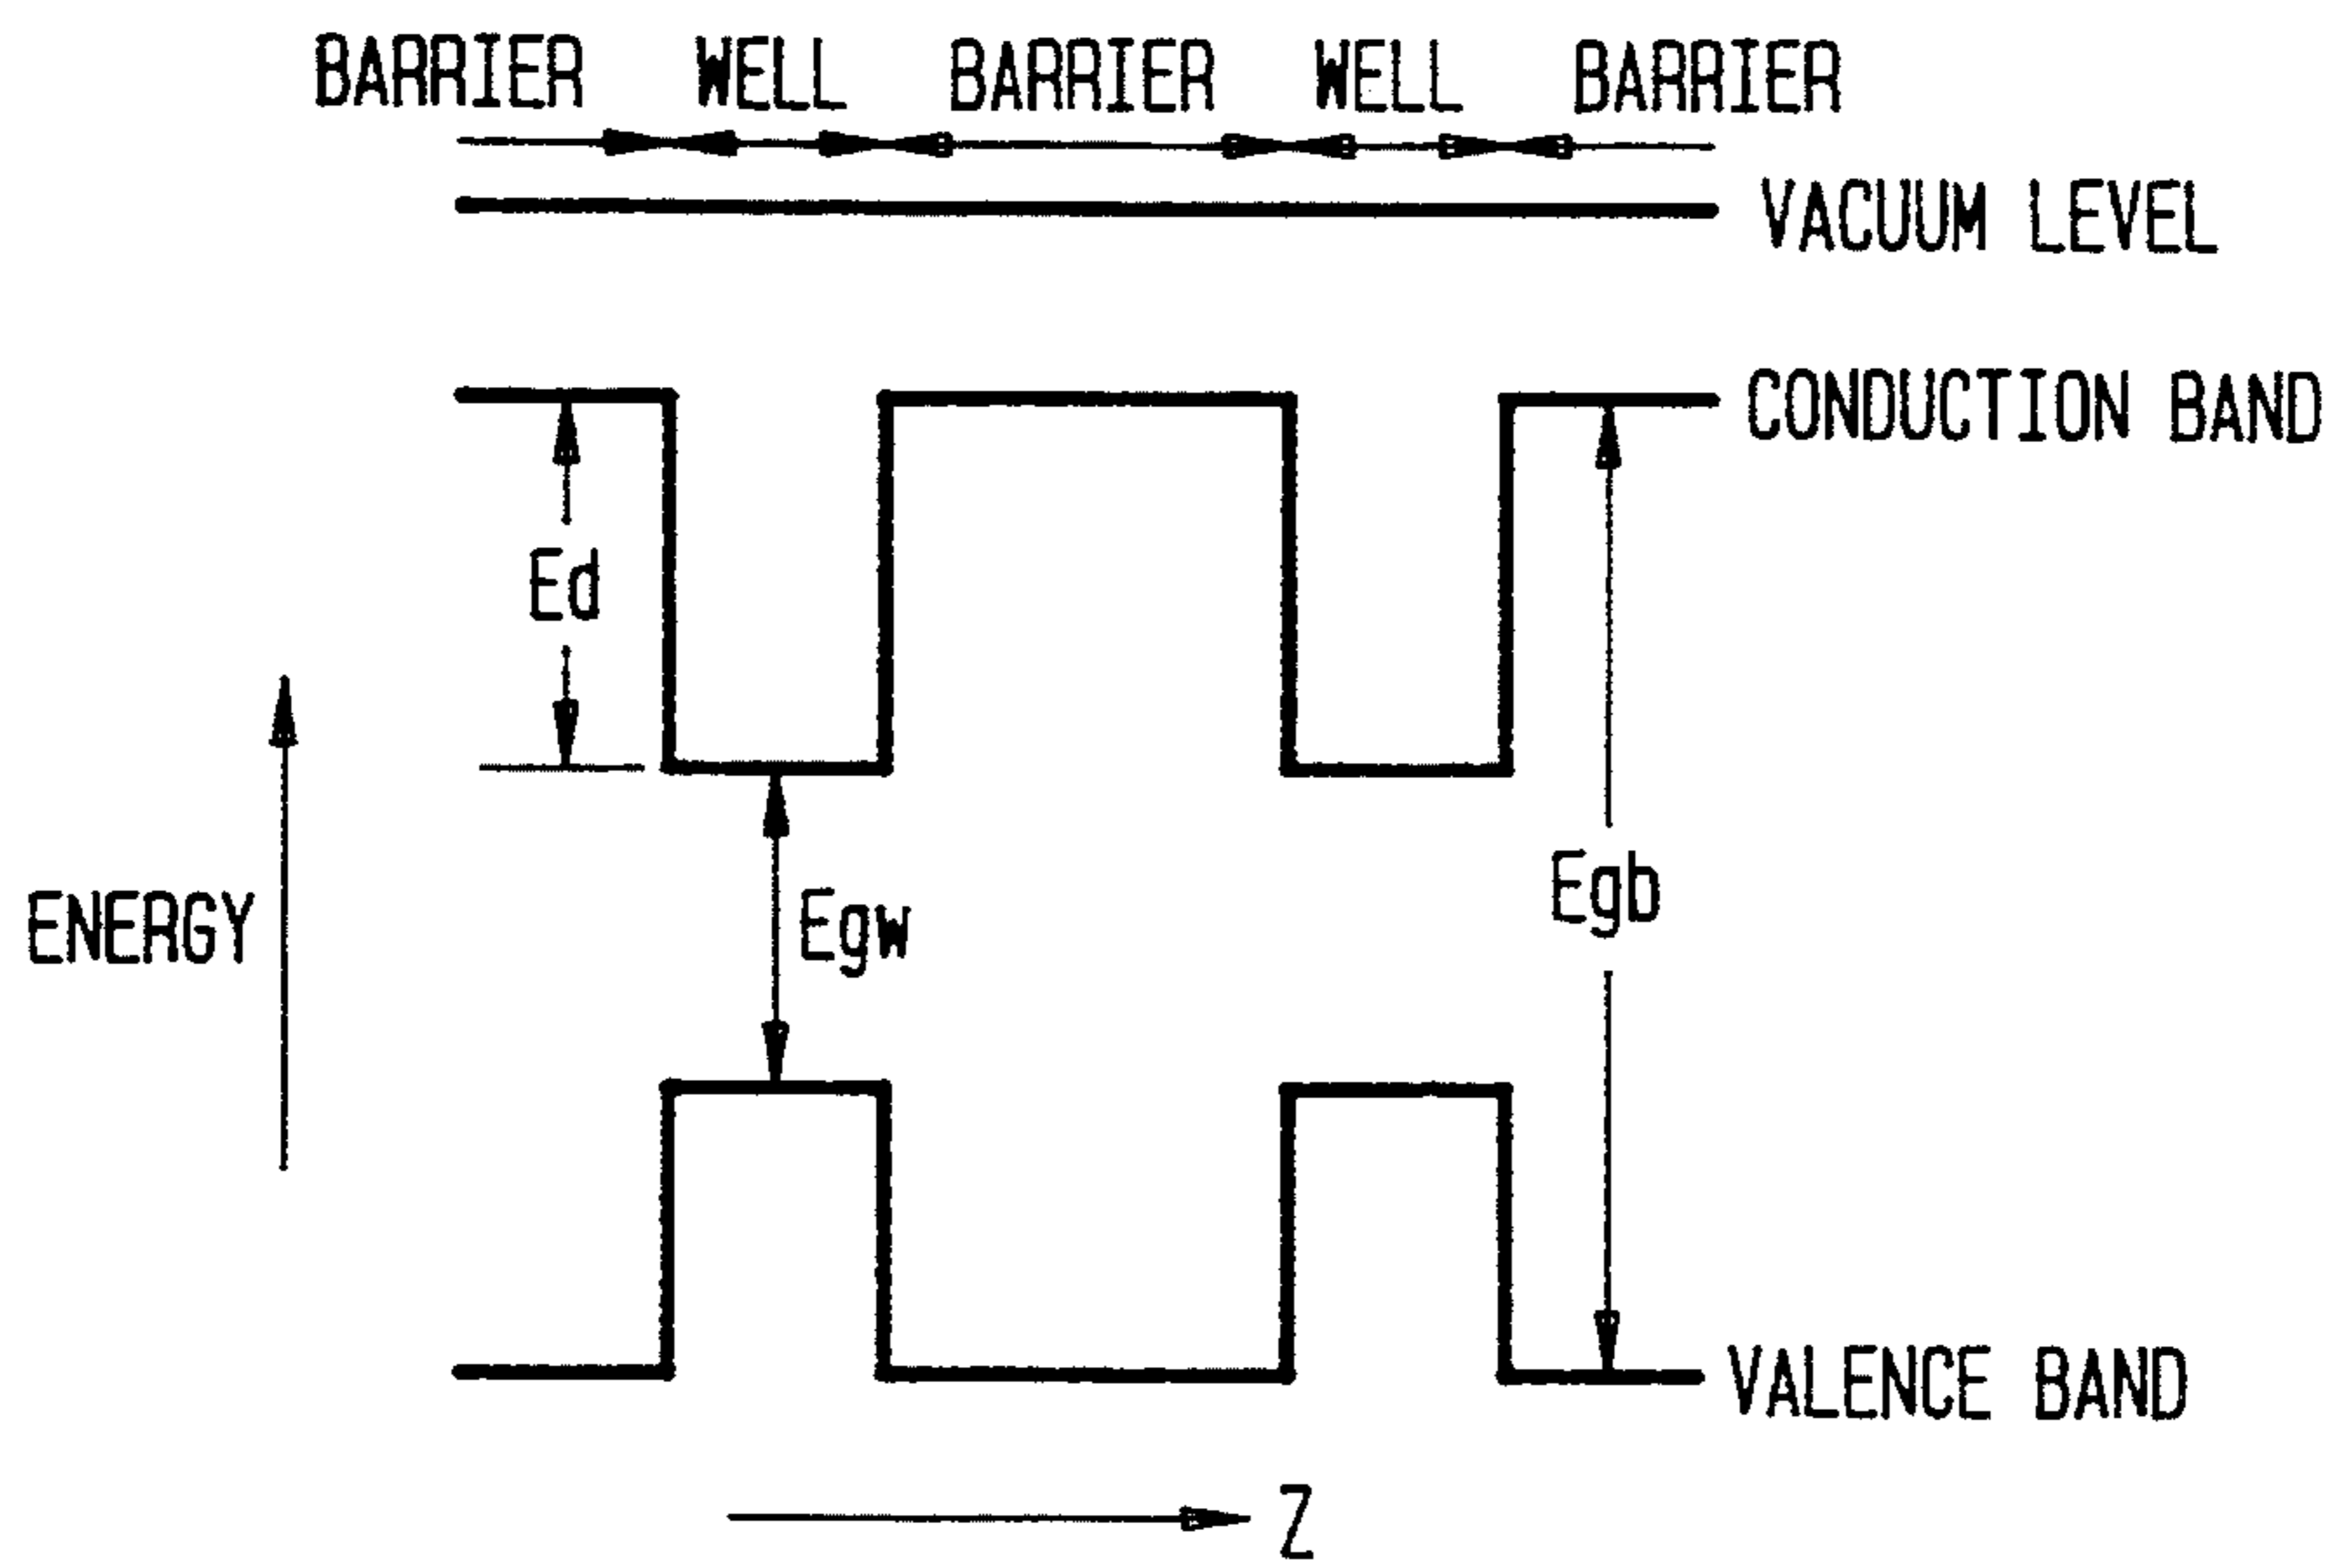 BARRIER WELL BARRIER WELL BARRIER
VACUUM LEVEL
CONDUCTION BAND
Ed
Egb
ENERGY
Egw
VALENCE BAND
Z